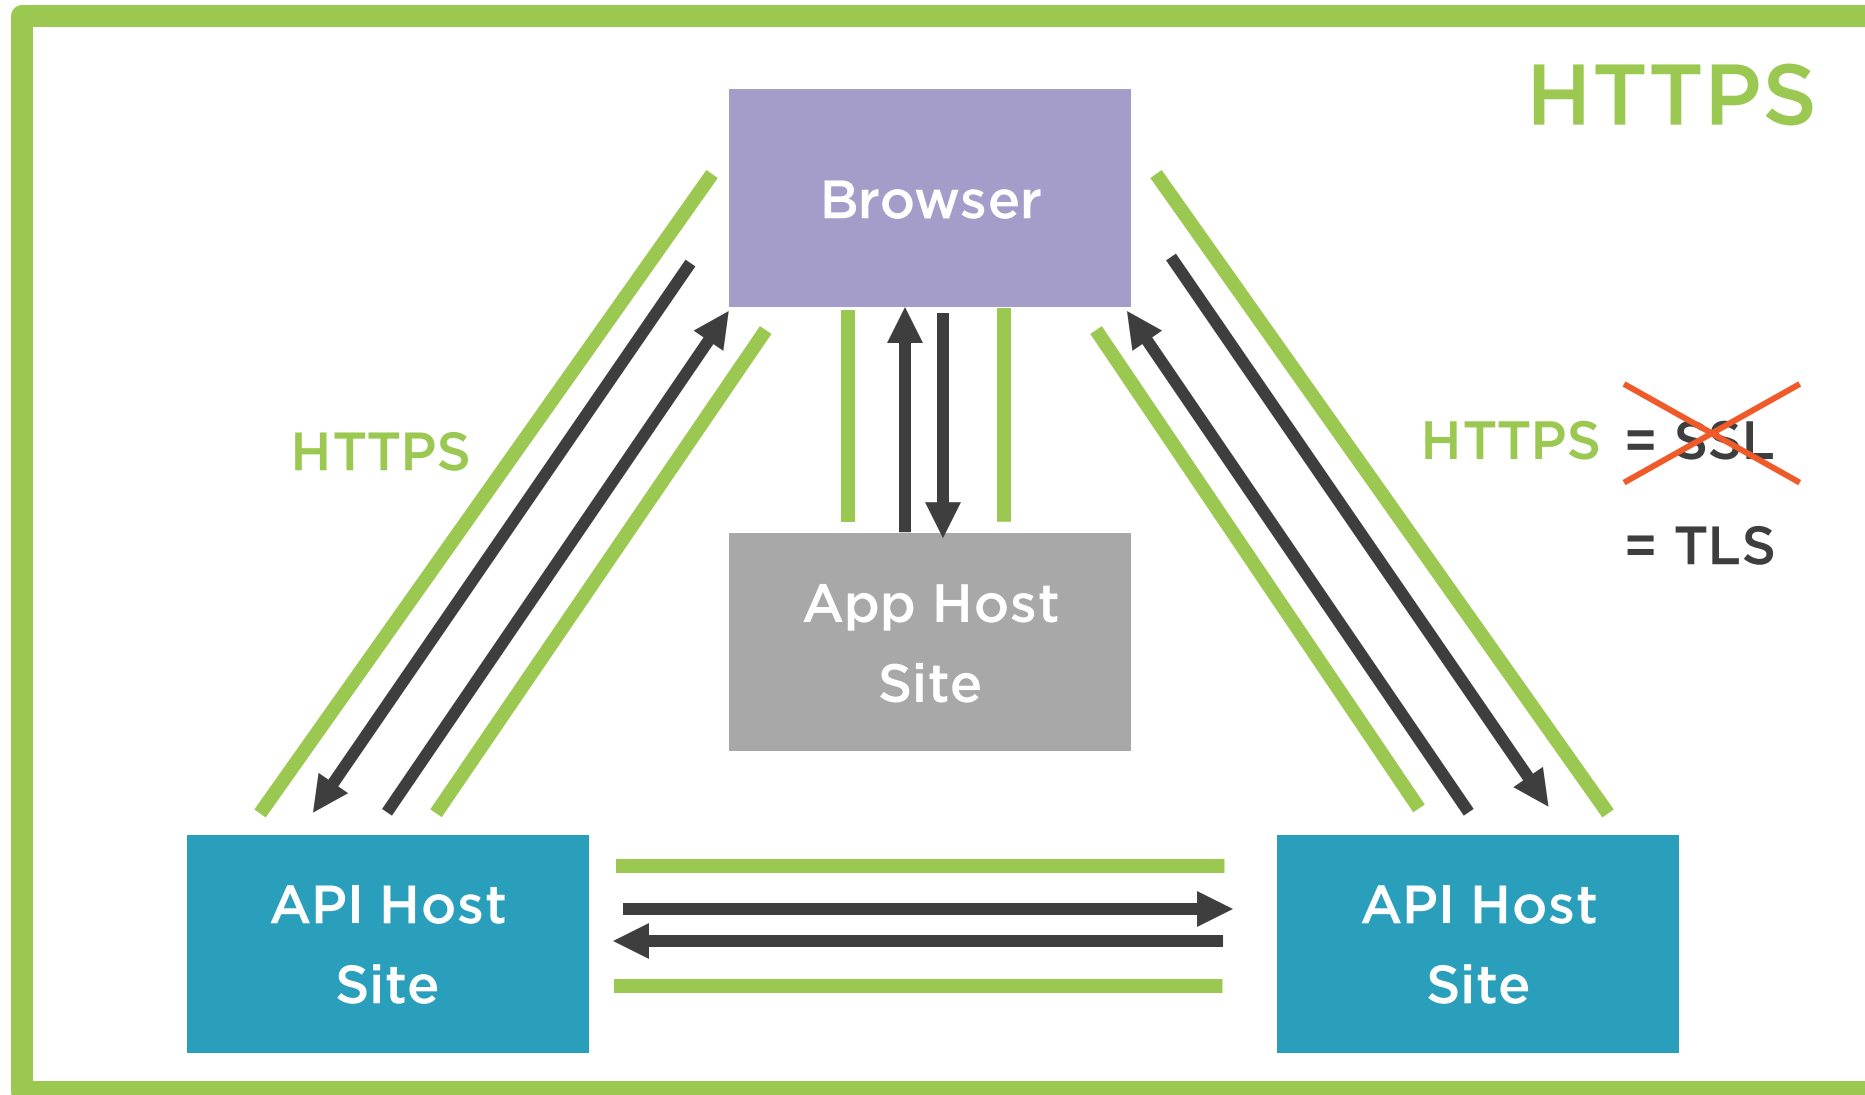 HTTPS
Browser
HTTPS
HTTPS = SSL
= TLS
App Host
Site
API Host
Site
API Host
Site